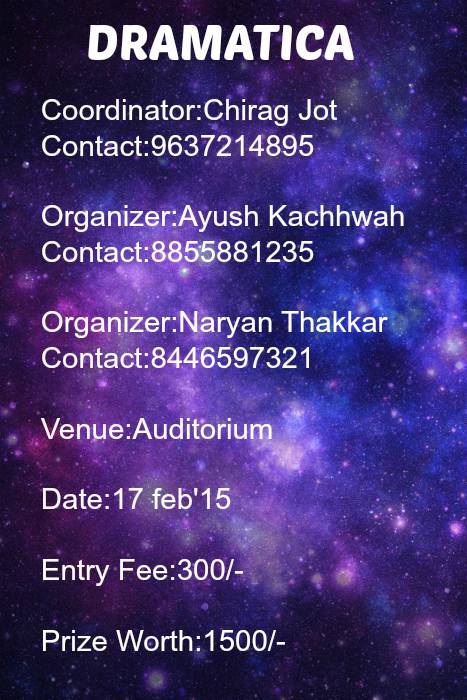 DRAMATICA
Coordinator:Chirag Jot
Contact:9637214895
Organizer:Ayush Kachhwah
Contact:8855881235
Organizer:Naryan Thakkar
Contact:8446597321
Venue:Auditorium
Date:17 feb'15
Entry Fee:300/-
Prize Worth:1500/-